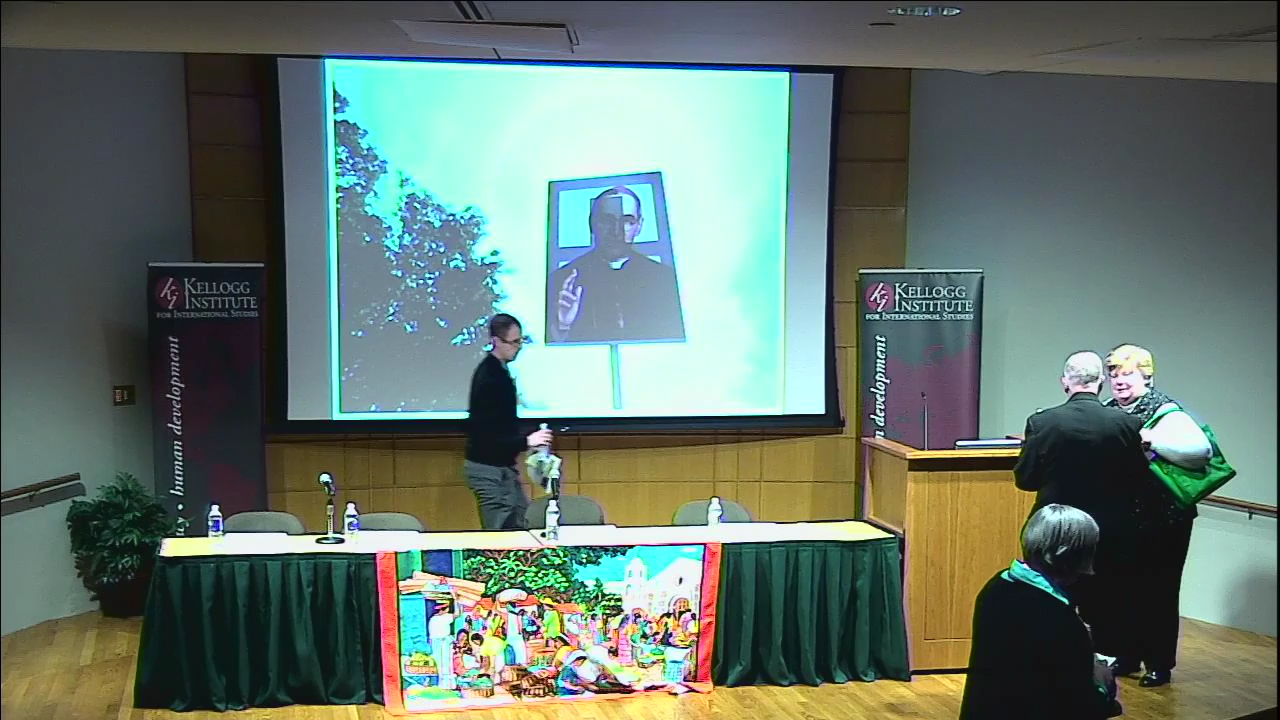 KELLOGG
INSTITUTE
FOR INTERNATIONAL STUDIES
• human development
KELLOGG
INSTITUTE
FOR INTERNATIONAL STUDIES
development